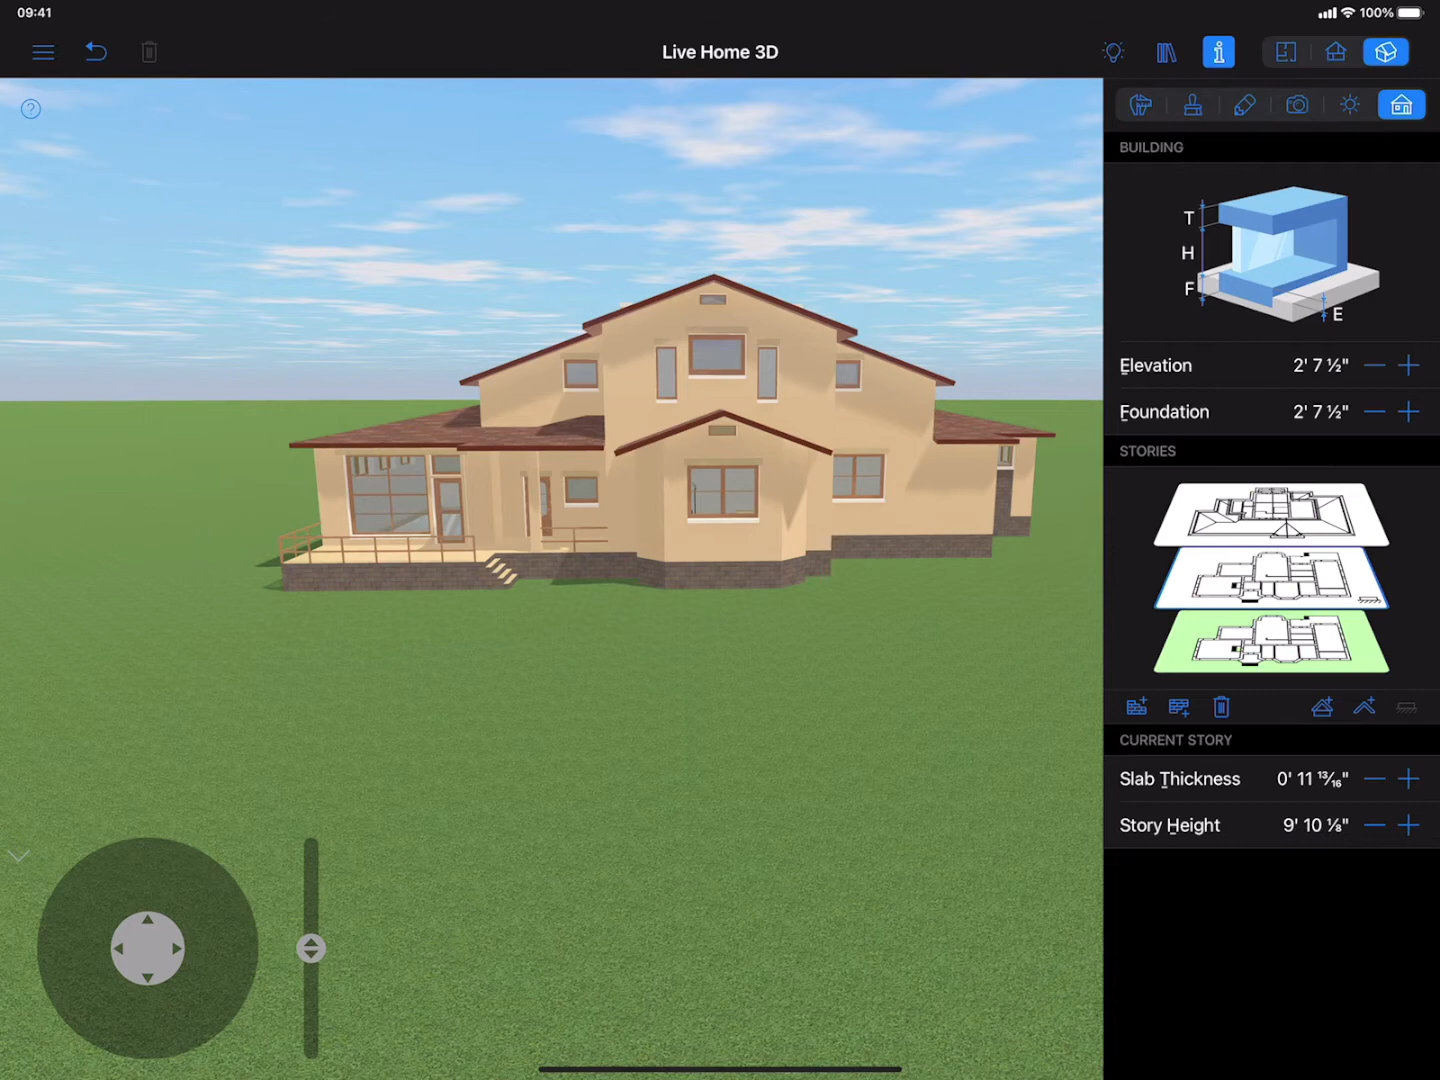 09:41
100%
Live Home 3D
?
BUILDING
T
H
F
E
Elevation 2' 7 ½"
Foundation 2' 7 ½"
STORIES
CURRENT STORY
Slab Thickness 0' 11 ¹³⁄₁₆"
Story Height 9' 10 ⅛"